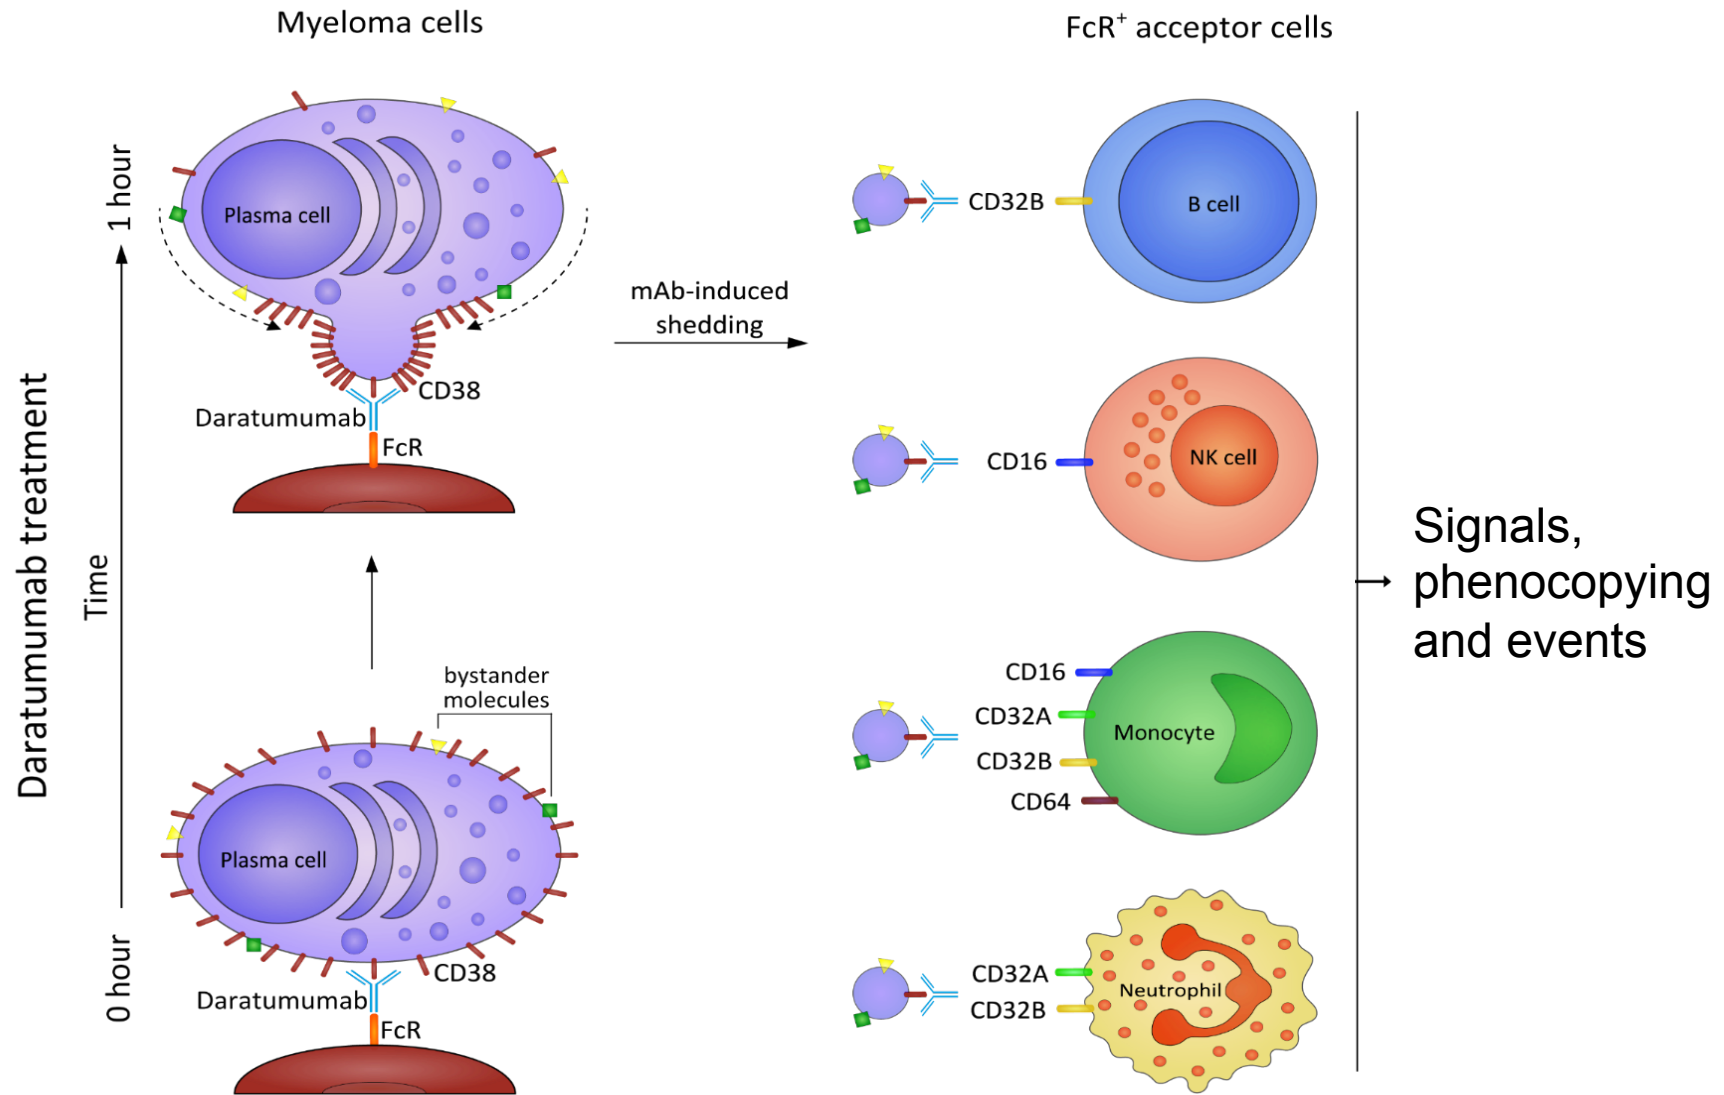 Myeloma cells
FcR⁺ acceptor cells
Daratumumab treatment
Time
1 hour
0 hour
Plasma cell
CD38
Daratumumab
FcR
bystander
molecules
Plasma cell
CD38
Daratumumab
FcR
mAb-induced
shedding
CD32B
B cell
CD16
NK cell
CD16
CD32A
CD32B
CD64
Monocyte
CD32A
CD32B
Neutrophil
Signals,
phenocopying
and events